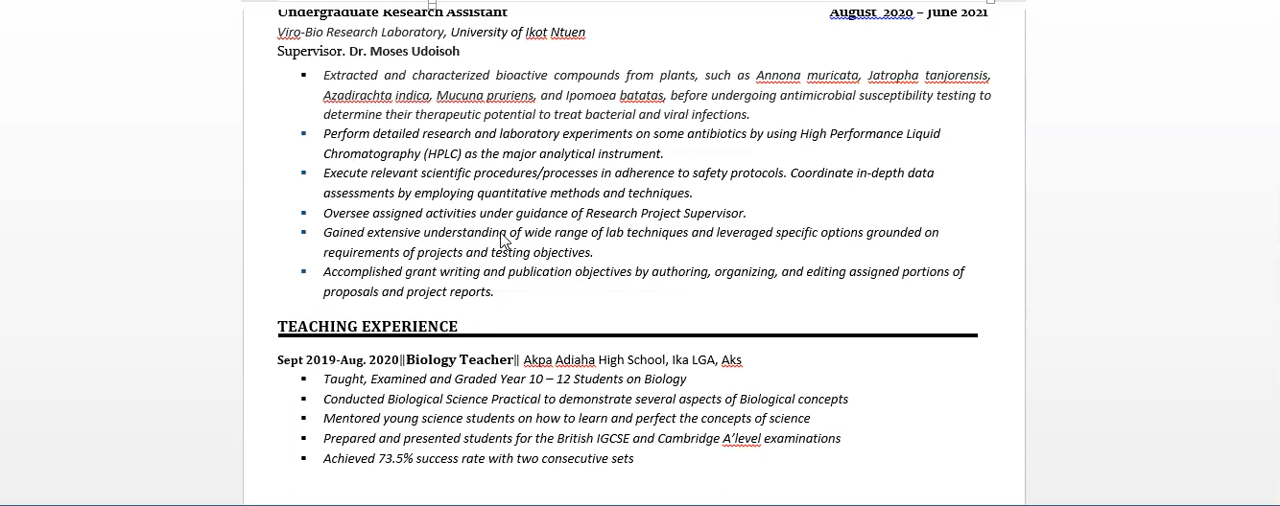 Undergraduate Research Assistant August 2020 – June 2021
Viro-Bio Research Laboratory, University of Ikot Ntuen
Supervisor. Dr. Moses Udoisoh
▪ Extracted and characterized bioactive compounds from plants, such as Annona muricata, Jatropha tanjorensis,
Azadirachta indica, Mucuna pruriens, and Ipomoea batatas, before undergoing antimicrobial susceptibility testing to
determine their therapeutic potential to treat bacterial and viral infections.
▪ Perform detailed research and laboratory experiments on some antibiotics by using High Performance Liquid
Chromatography (HPLC) as the major analytical instrument.
▪ Execute relevant scientific procedures/processes in adherence to safety protocols. Coordinate in-depth data
assessments by employing quantitative methods and techniques.
▪ Oversee assigned activities under guidance of Research Project Supervisor.
▪ Gained extensive understanding of wide range of lab techniques and leveraged specific options grounded on
requirements of projects and testing objectives.
▪ Accomplished grant writing and publication objectives by authoring, organizing, and editing assigned portions of
proposals and project reports.
TEACHING EXPERIENCE
Sept 2019-Aug. 2020||Biology Teacher|| Akpa Adiaha High School, Ika LGA, Aks
▪ Taught, Examined and Graded Year 10 – 12 Students on Biology
▪ Conducted Biological Science Practical to demonstrate several aspects of Biological concepts
▪ Mentored young science students on how to learn and perfect the concepts of science
▪ Prepared and presented students for the British IGCSE and Cambridge A’level examinations
▪ Achieved 73.5% success rate with two consecutive sets